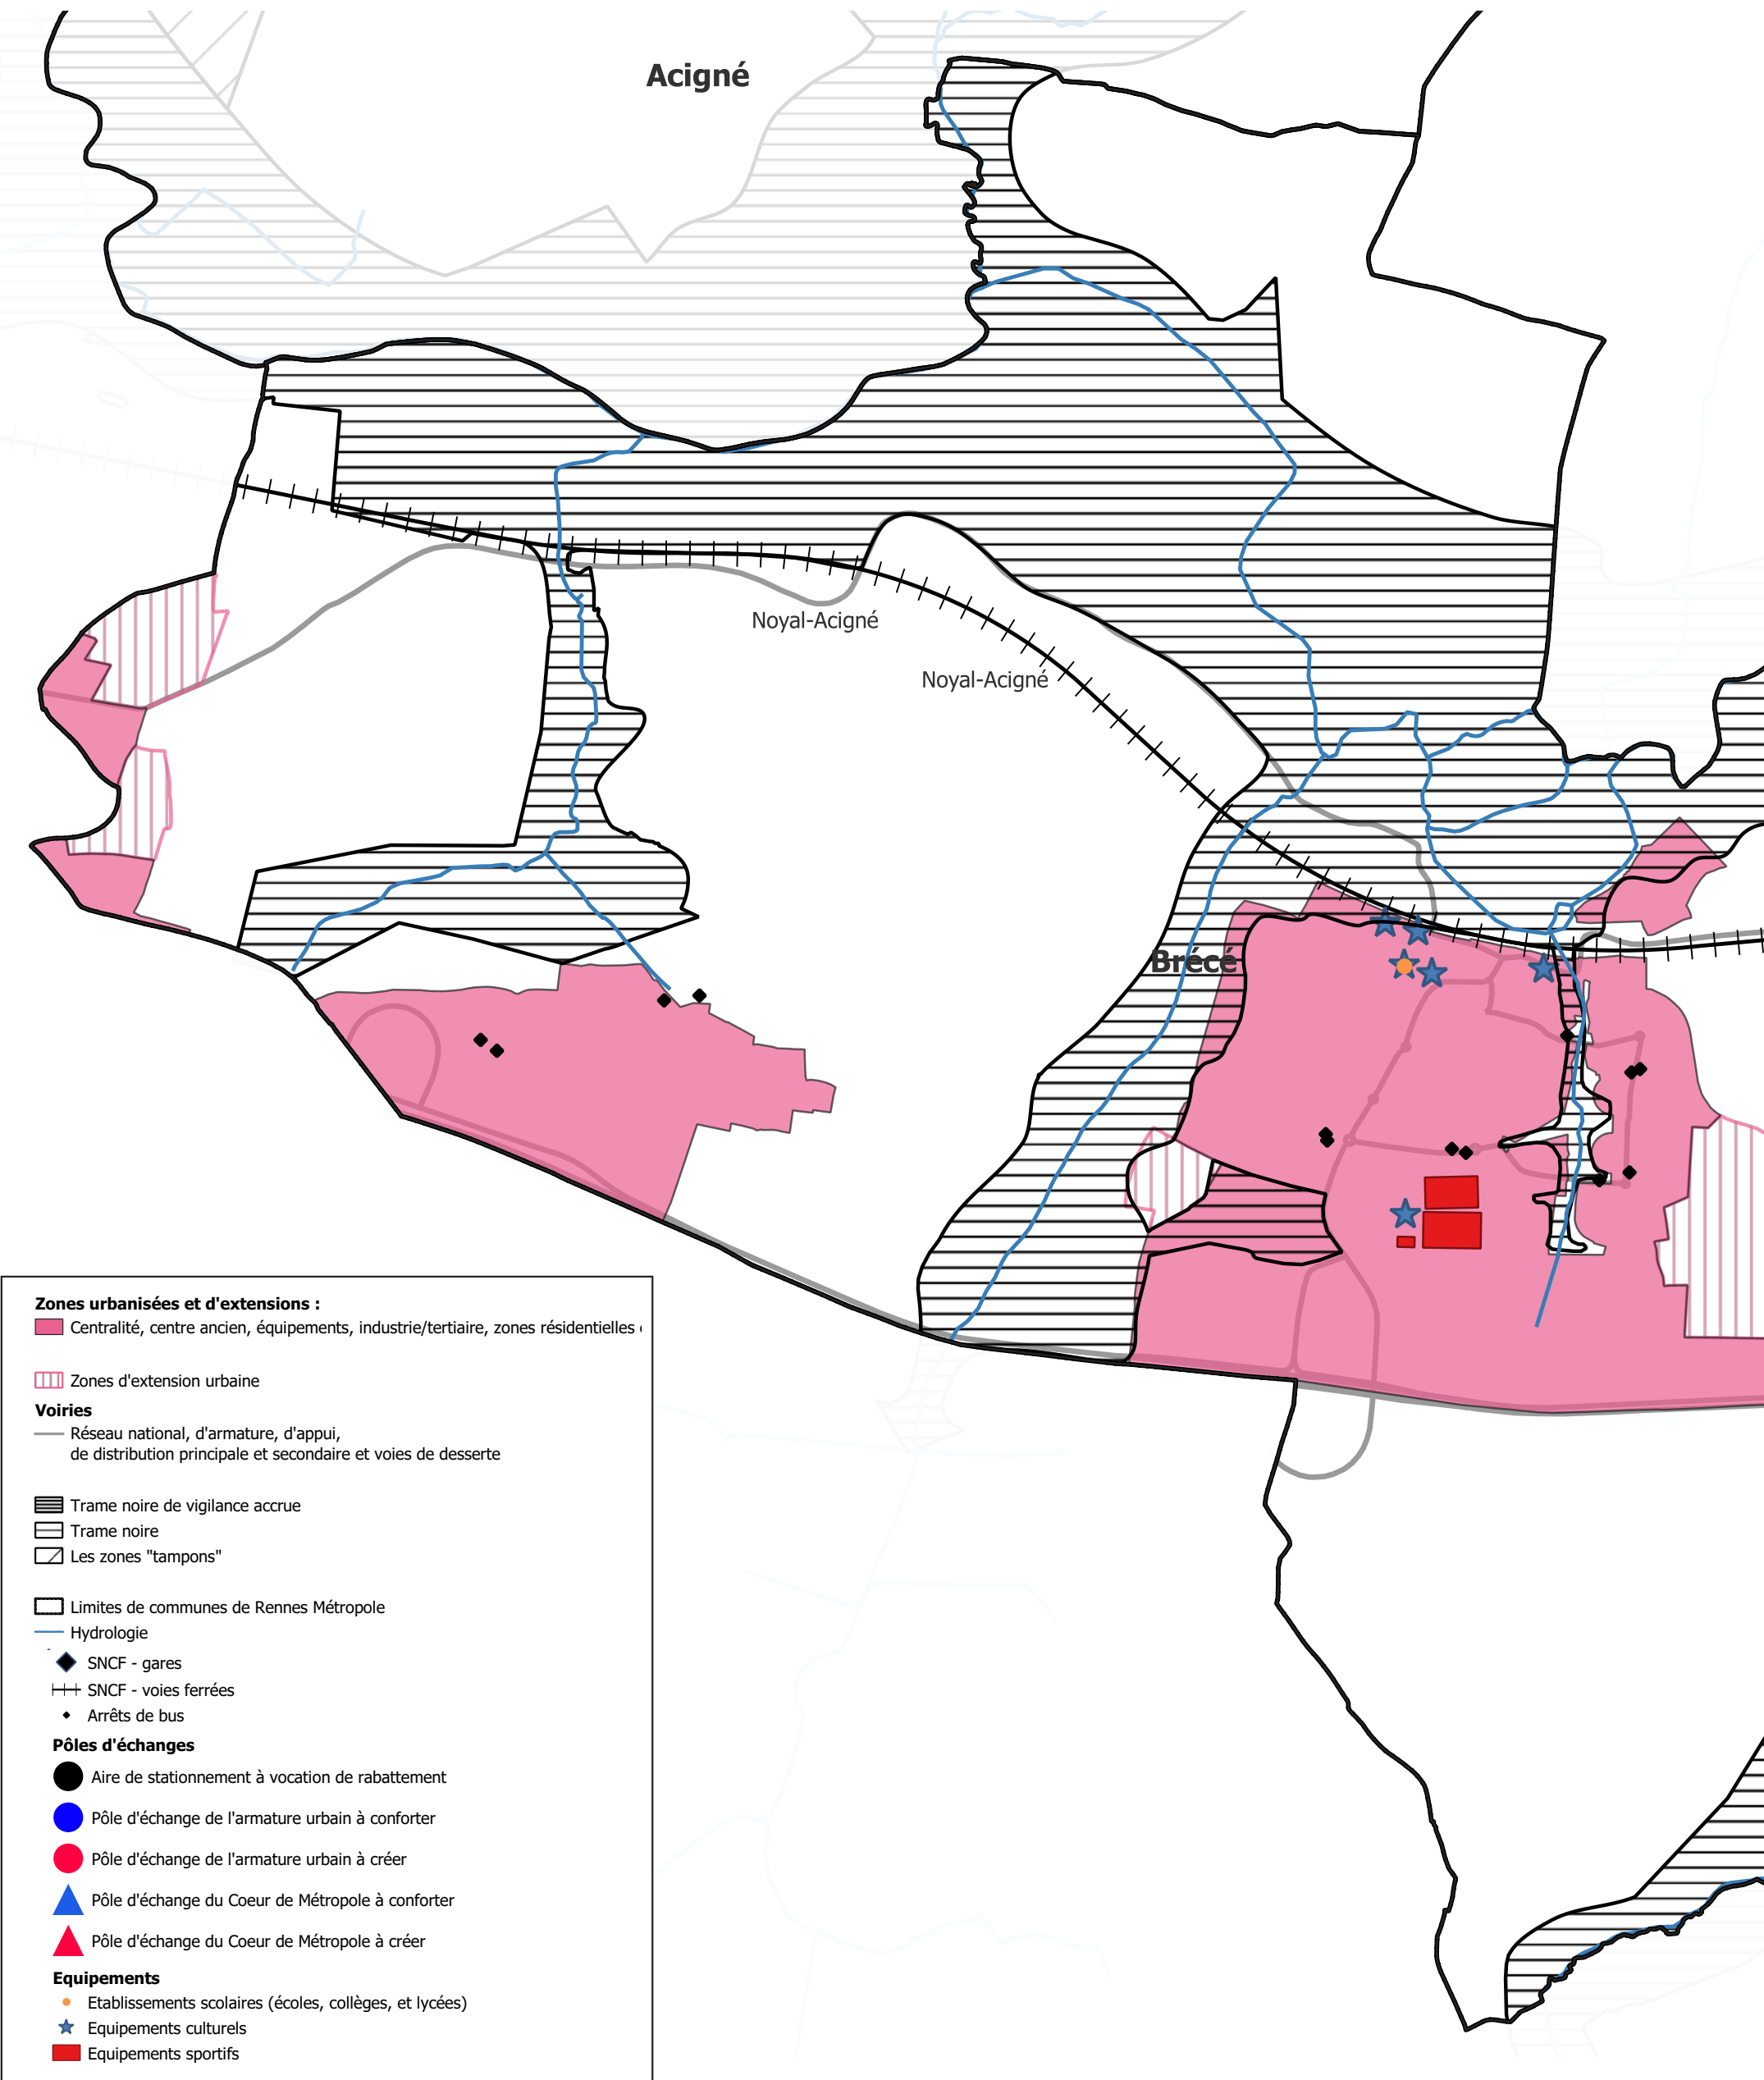 Acigné
Noyal-Acigné
Noyal-Acigné
Brécé
Zones urbanisées et d'extensions :
Centralité, centre ancien, équipements, industrie/tertiaire, zones résidentielles
Zones d'extension urbaine
Voiries
Réseau national, d'armature, d'appui,
de distribution principale et secondaire et voies de desserte
Trame noire de vigilance accrue
Trame noire
Les zones "tampons"
Limites de communes de Rennes Métropole
Hydrologie
SNCF - gares
SNCF - voies ferrées
Arrêts de bus
Pôles d'échanges
Aire de stationnement à vocation de rabattement
Pôle d'échange de l'armature urbain à conforter
Pôle d'échange de l'armature urbain à créer
Pôle d'échange du Coeur de Métropole à conforter
Pôle d'échange du Coeur de Métropole à créer
Equipements
Etablissements scolaires (écoles, collèges, et lycées)
Equipements culturels
Equipements sportifs